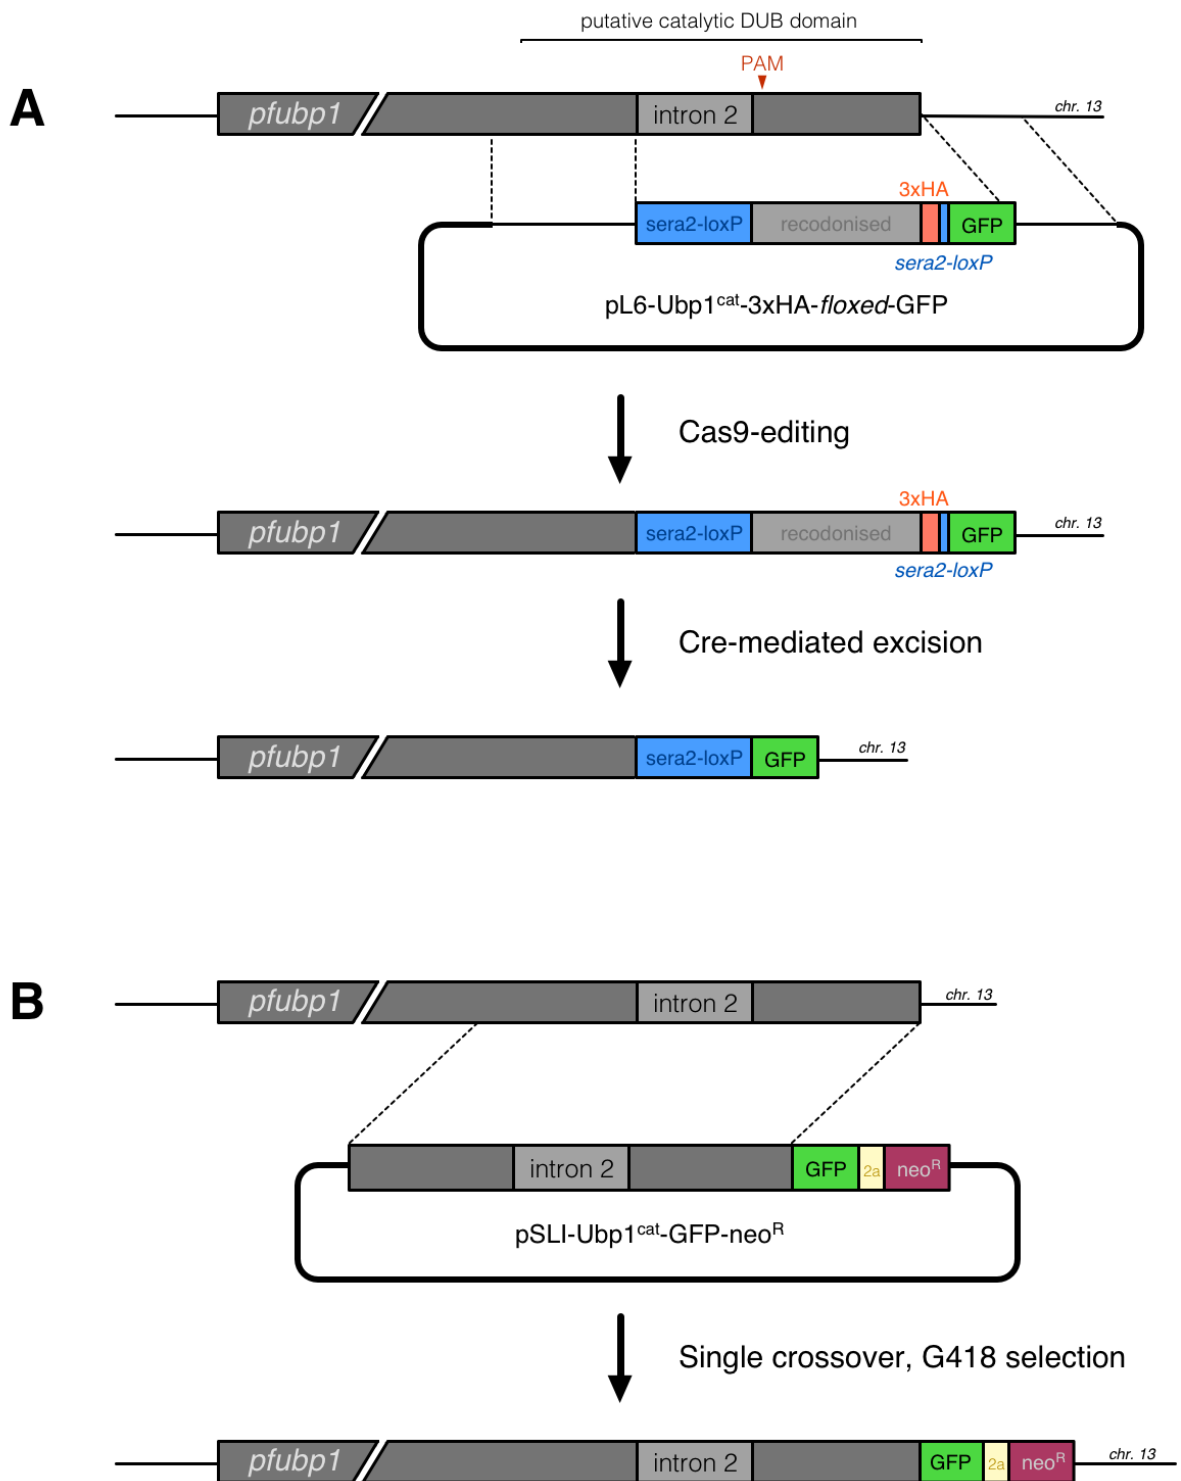 putative catalytic DUB domain
PAM
A
pfubp1
intron 2
chr. 13
3xHA
sera2-loxP
recodonised
GFP
sera2-loxP
pL6-Ubp1cat-3xHA-floxed-GFP
Cas9-editing
3xHA
pfubp1
sera2-loxP
recodonised
GFP
chr. 13
sera2-loxP
Cre-mediated excision
pfubp1
sera2-loxP
GFP
chr. 13
B
pfubp1
intron 2
chr. 13
intron 2
GFP
2a
neoR
pSLI-Ubp1cat-GFP-neoR
Single crossover, G418 selection
pfubp1
intron 2
GFP
2a
neoR
chr. 13